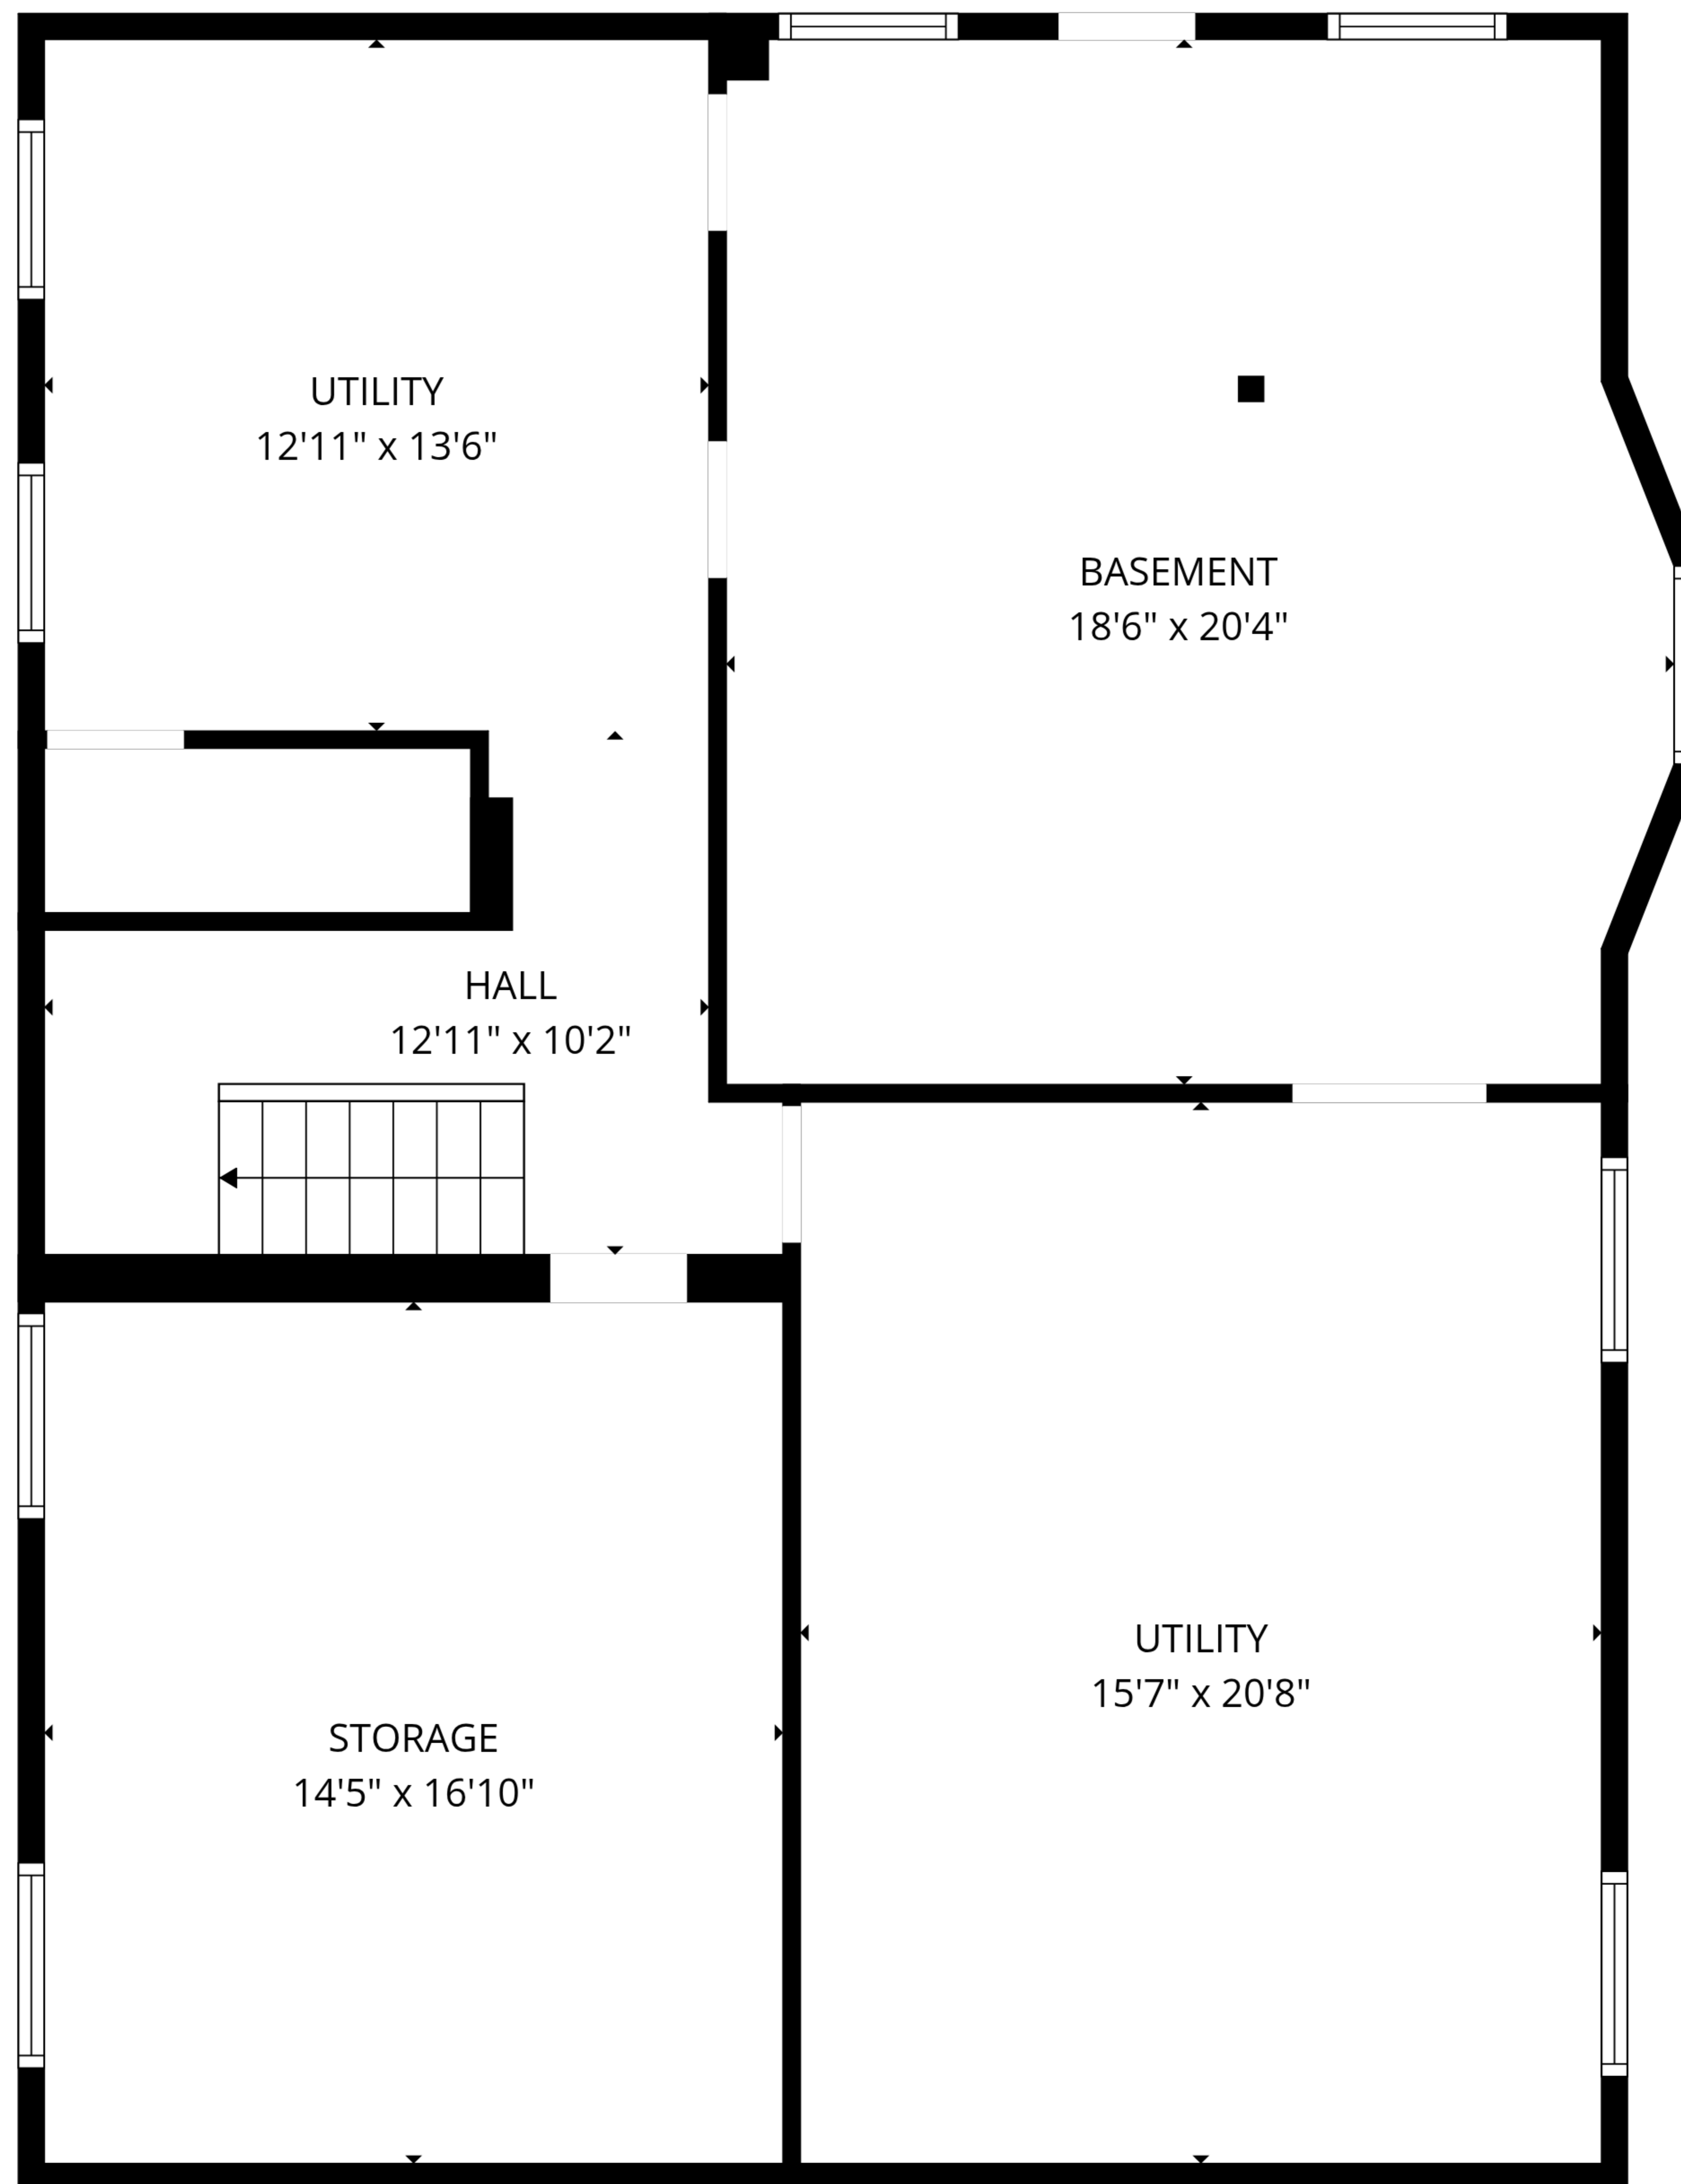 UTILITY
12'11" x 13'6"
BASEMENT
18'6" x 20'4"
HALL
12'11" x 10'2"
UTILITY
15'7" x 20'8"
STORAGE
14'5" x 16'10"